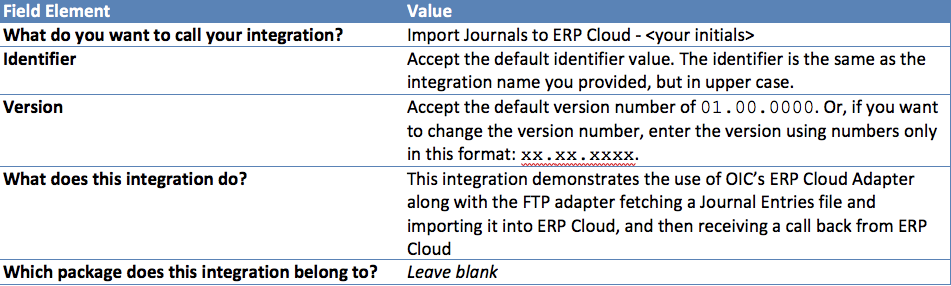 Field Element Value
What do you want to call your integration? Import Journals to ERP Cloud - <your initials>
Identifier Accept the default identifier value. The identifier is the same as the
integration name you provided, but in upper case.
Version Accept the default version number of 01.00.0000. Or, if you want
to change the version number, enter the version using numbers only
in this format: xx.xx.xxxx.
What does this integration do? This integration demonstrates the use of OIC's ERP Cloud Adapter
along with the FTP adapter fetching a Journal Entries file and
importing it into ERP Cloud, and then receiving a call back from ERP
Cloud
Which package does this integration belong to? Leave blank